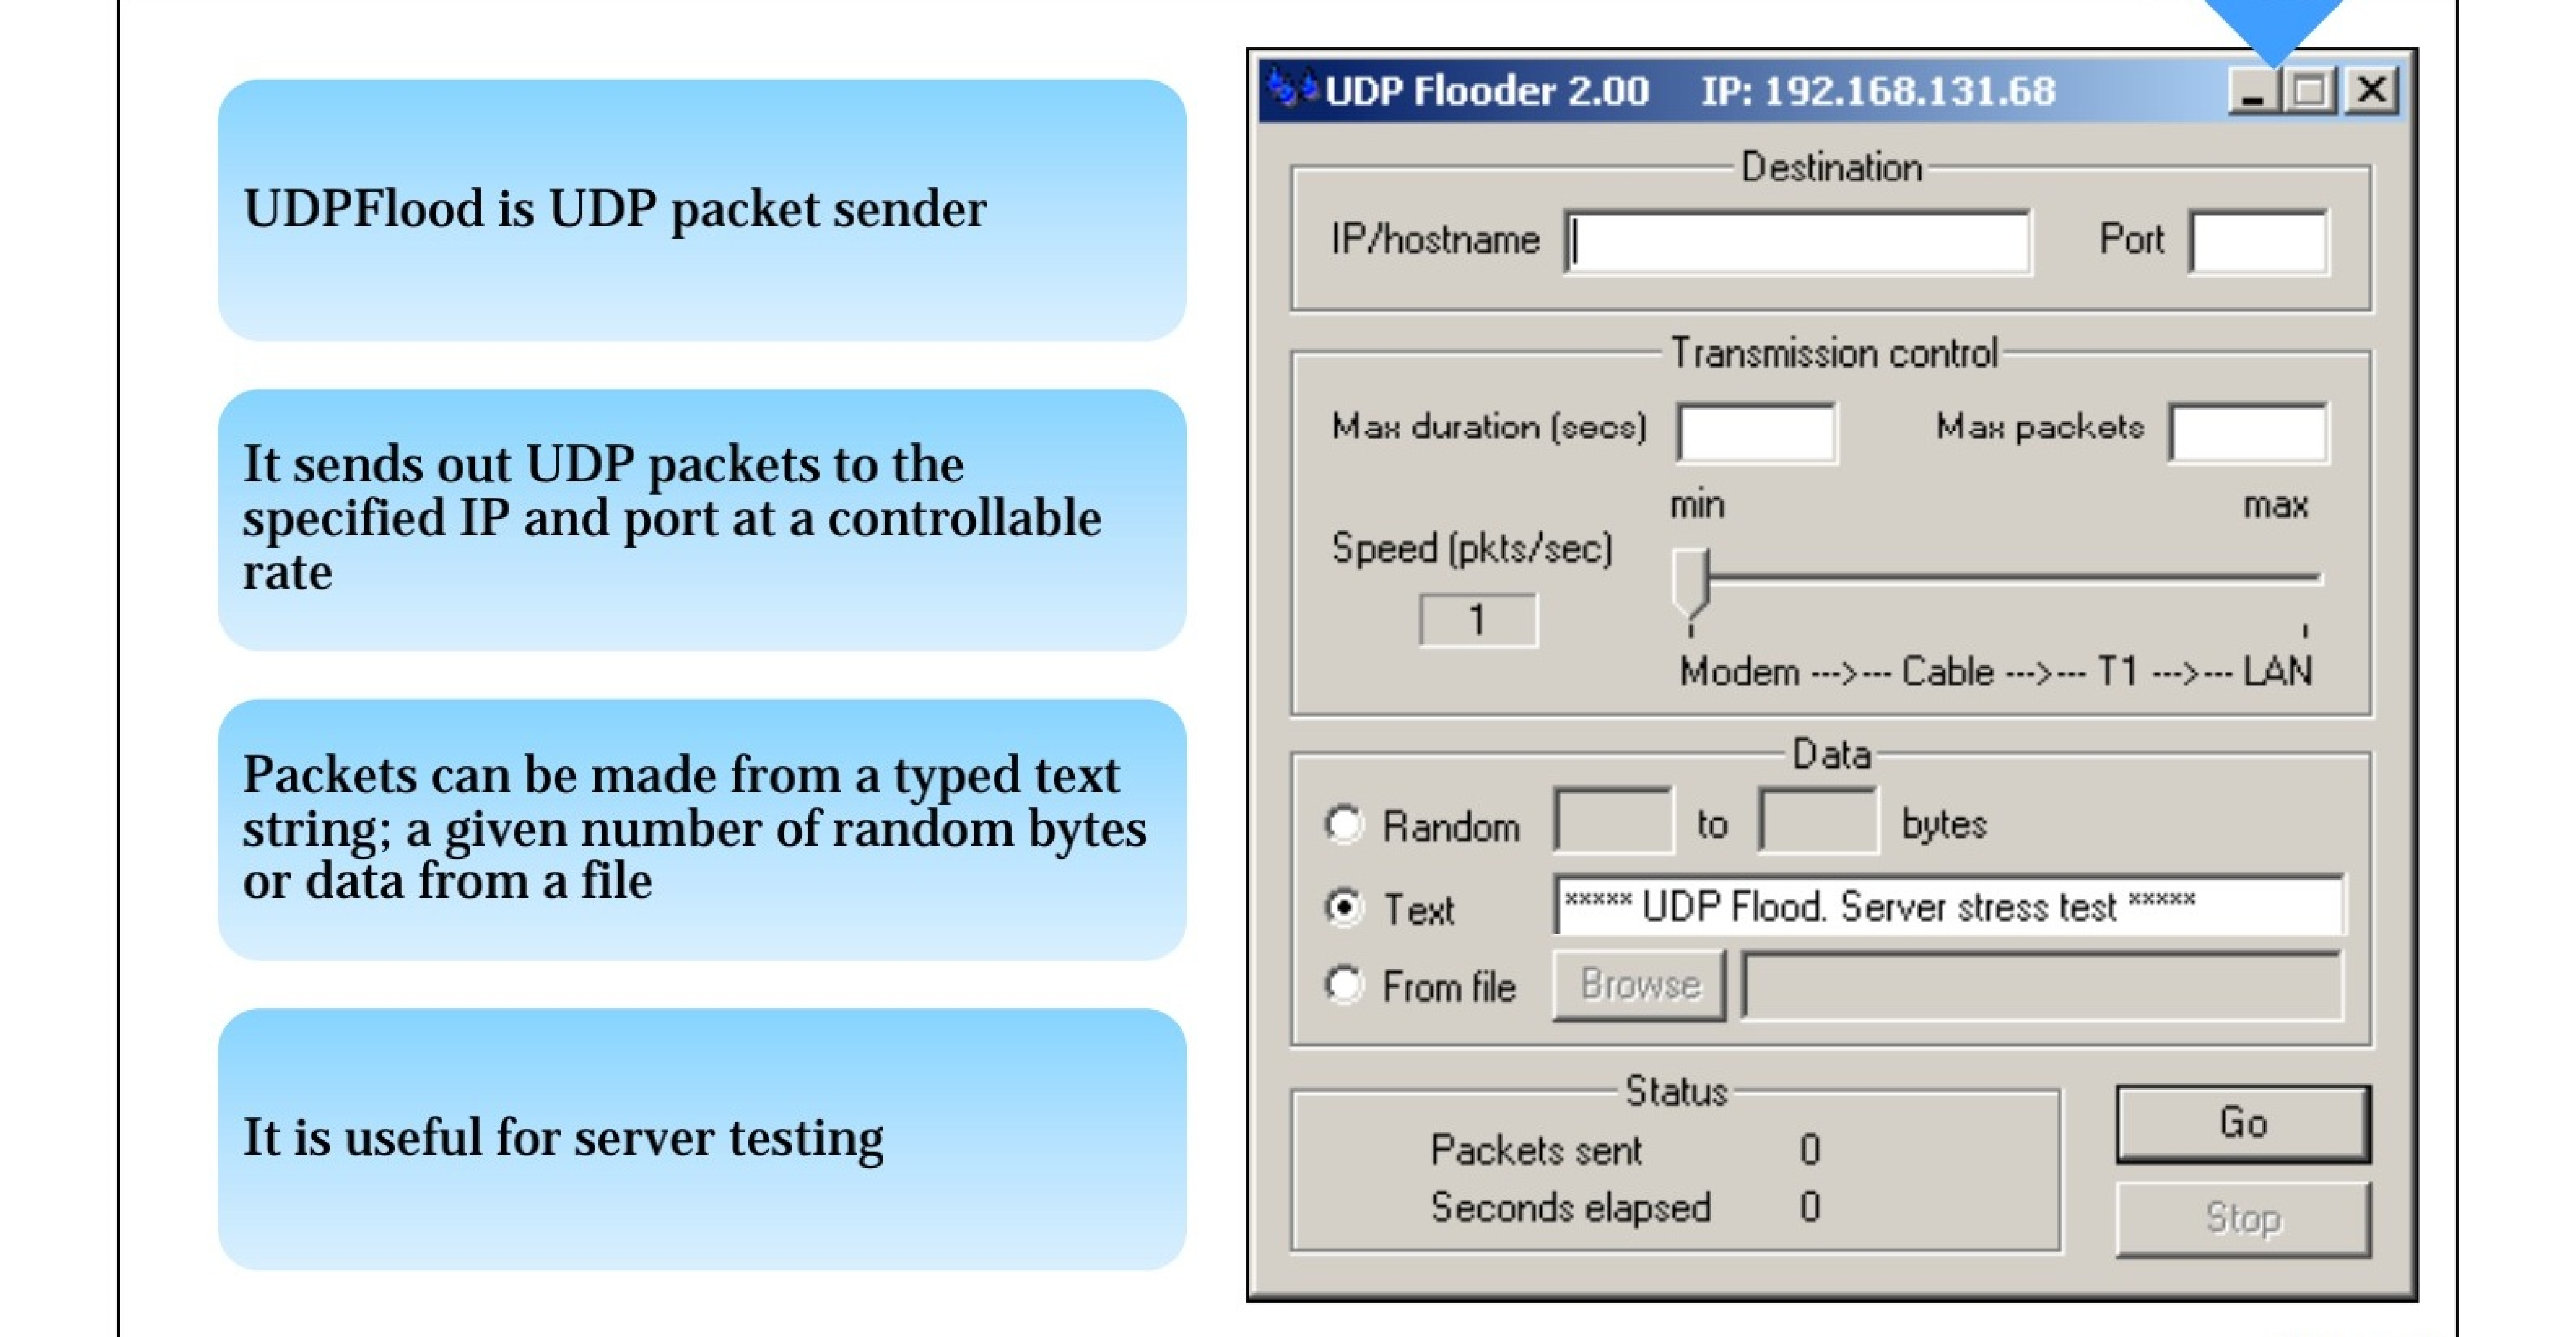 UDPFlood is UDP packet sender
It sends out UDP packets to the
specified IP and port at a controllable
rate
Packets can be made from a typed text
string; a given number of random bytes
or data from a file
It is useful for server testing
UDP Flooder 2.00 IP: 192.168.131.68
Destination
IP/hostname Port
Transmission control
Max duration (secs) Max packets
min max
Speed (pkts/sec)
1
Modem --->--- Cable --->--- T1 --->--- LAN
Data
Random to bytes
Text ***** UDP Flood. Server stress test *****
From file Browse
Status
Packets sent 0
Seconds elapsed 0
Go
Stop